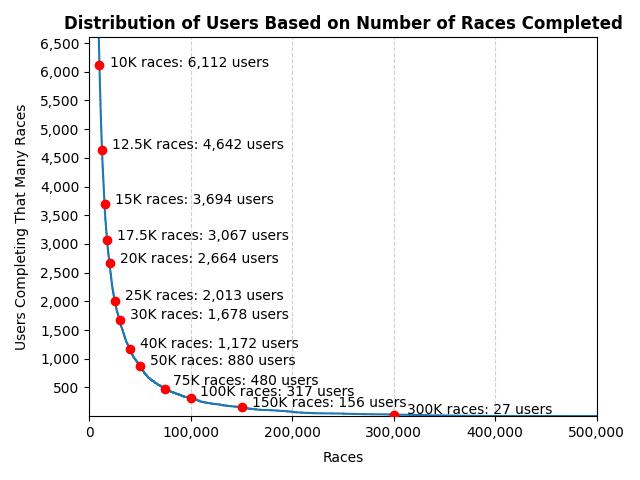 Distribution of Users Based on Number of Races Completed
Users Completing That Many Races
6,500
6,000
5,500
5,000
4,500
4,000
3,500
3,000
2,500
2,000
1,500
1,000
500
10K races: 6,112 users
12.5K races: 4,642 users
15K races: 3,694 users
17.5K races: 3,067 users
20K races: 2,664 users
25K races: 2,013 users
30K races: 1,678 users
40K races: 1,172 users
50K races: 880 users
75K races: 480 users
100K races: 317 users
150K races: 156 users
300K races: 27 users
0
100,000
200,000
300,000
400,000
500,000
Races